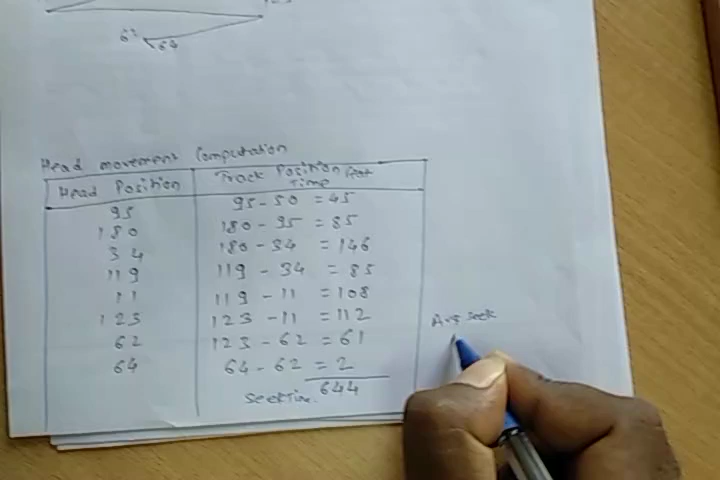 62 64
Head movement Computation
Head Position Track Position
Time
95 95 - 50 = 45
180 180 - 95 = 85
34 180 - 34 = 146
119 119 - 34 = 85
11 119 - 11 = 108
123 123 - 11 = 112
62 123 - 62 = 61
64 64 - 62 = 2
Seek Time. 644
Avg seek